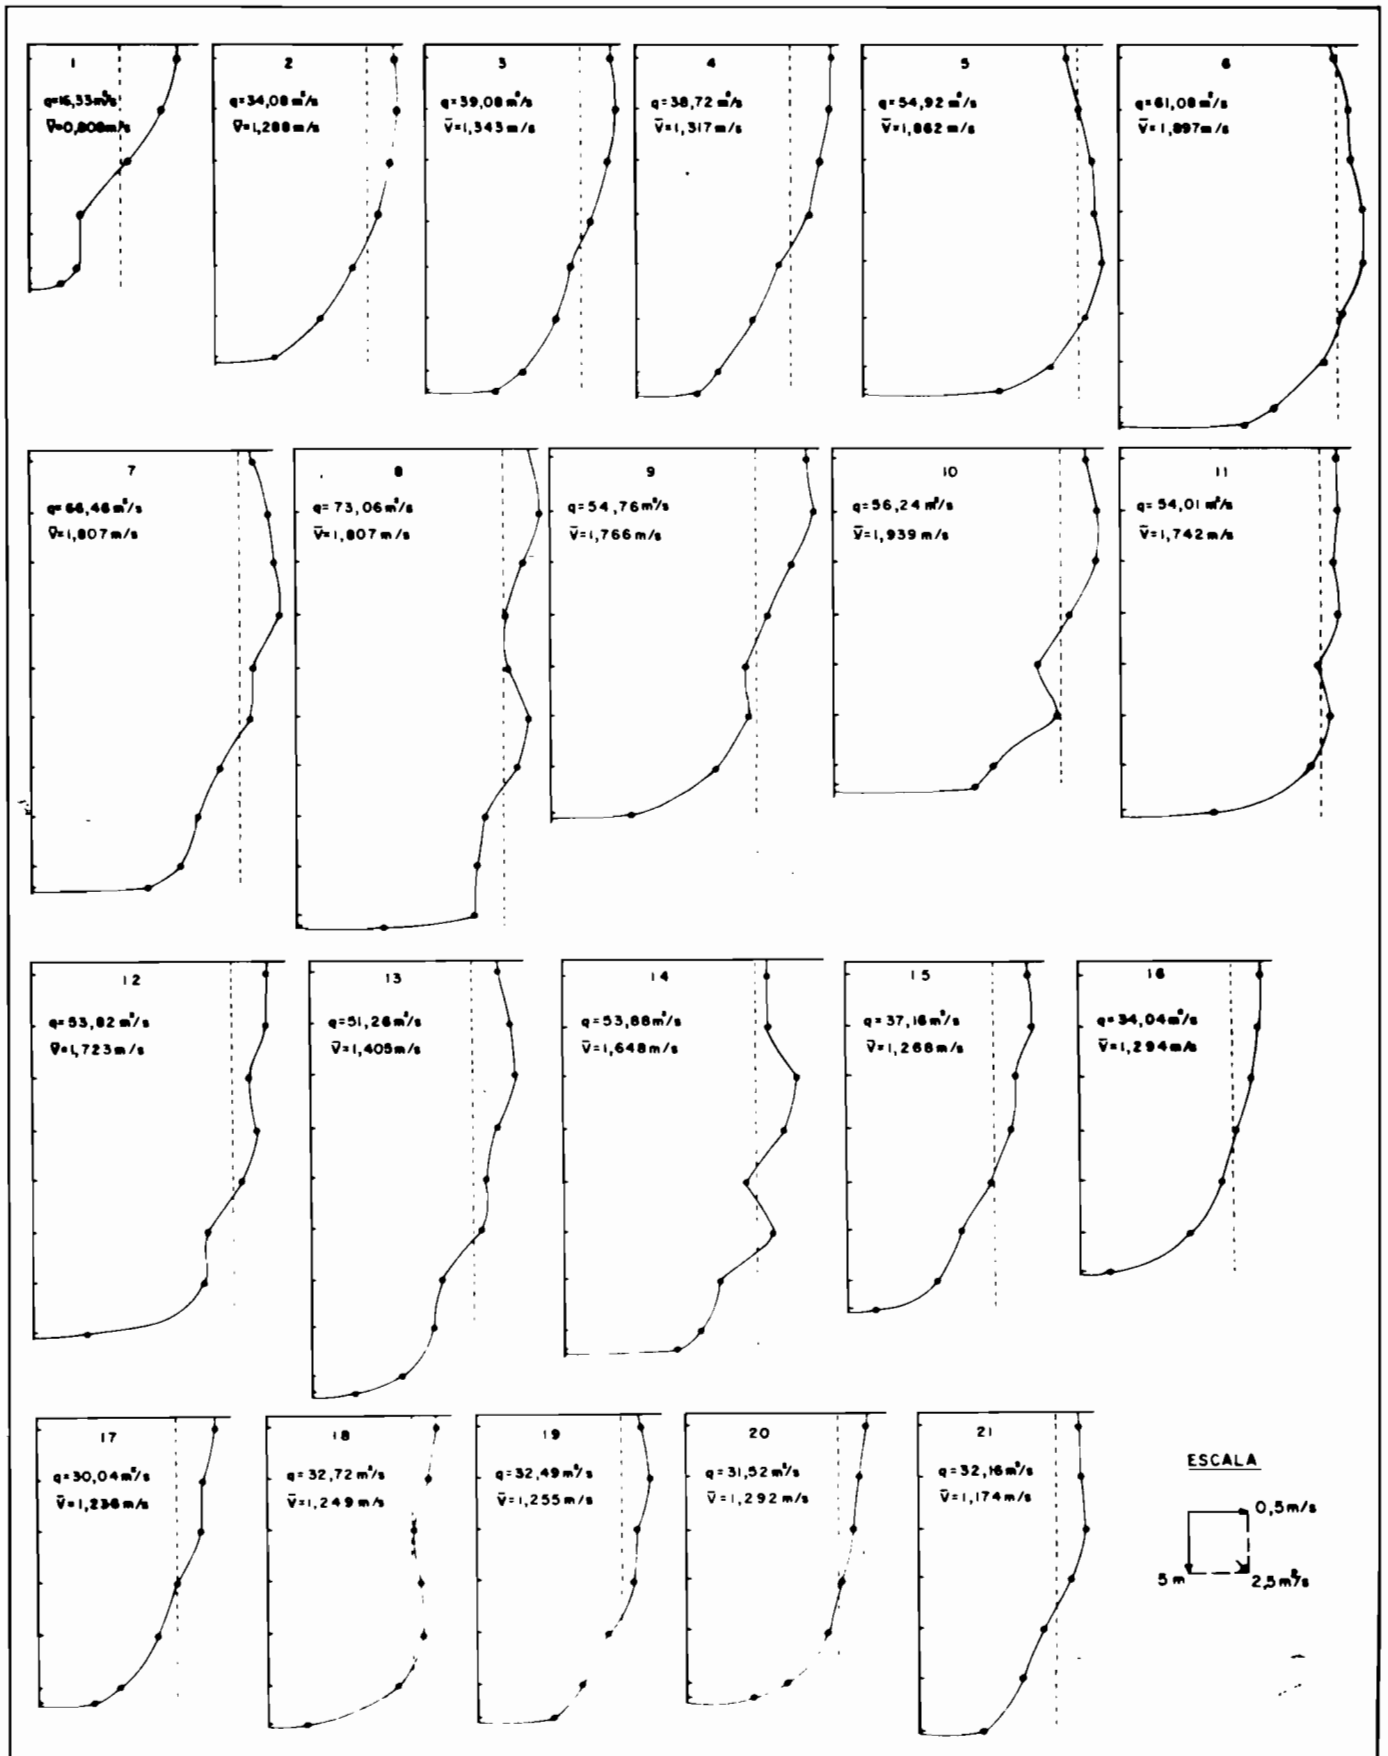 1
q=16,33m²/s
V̄=0,808m/s
2
q=34,08m²/s
V̄=1,288m/s
3
q=39,08m²/s
V̄=1,343m/s
4
q=38,72m²/s
V̄=1,317m/s
5
q=54,92m²/s
V̄=1,862m/s
6
q=61,08m²/s
V̄=1,897m/s
7
q=66,46m²/s
V̄=1,807m/s
8
q=73,06m²/s
V̄=1,807m/s
9
q=54,76m²/s
V̄=1,766m/s
10
q=56,24m²/s
V̄=1,939m/s
11
q=54,01m²/s
V̄=1,742m/s
12
q=53,82m²/s
V̄=1,723m/s
13
q=51,26m²/s
V̄=1,405m/s
14
q=53,88m²/s
V̄=1,648m/s
15
q=37,16m²/s
V̄=1,268m/s
16
q=34,04m²/s
V̄=1,294m/s
17
q=30,04m²/s
V̄=1,236m/s
18
q=32,72m²/s
V̄=1,249m/s
19
q=32,49m²/s
V̄=1,255m/s
20
q=31,52m²/s
V̄=1,292m/s
21
q=32,16m²/s
V̄=1,174m/s
ESCALA
0,5m/s
5m
2,5m²/s